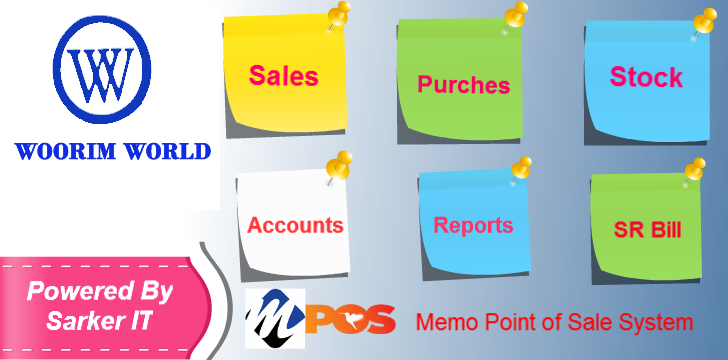 W
WOORIM WORLD
Sales
Purches
Stock
Accounts
Reports
SR Bill
Powered By
Sarker IT
M POS
Memo Point of Sale System